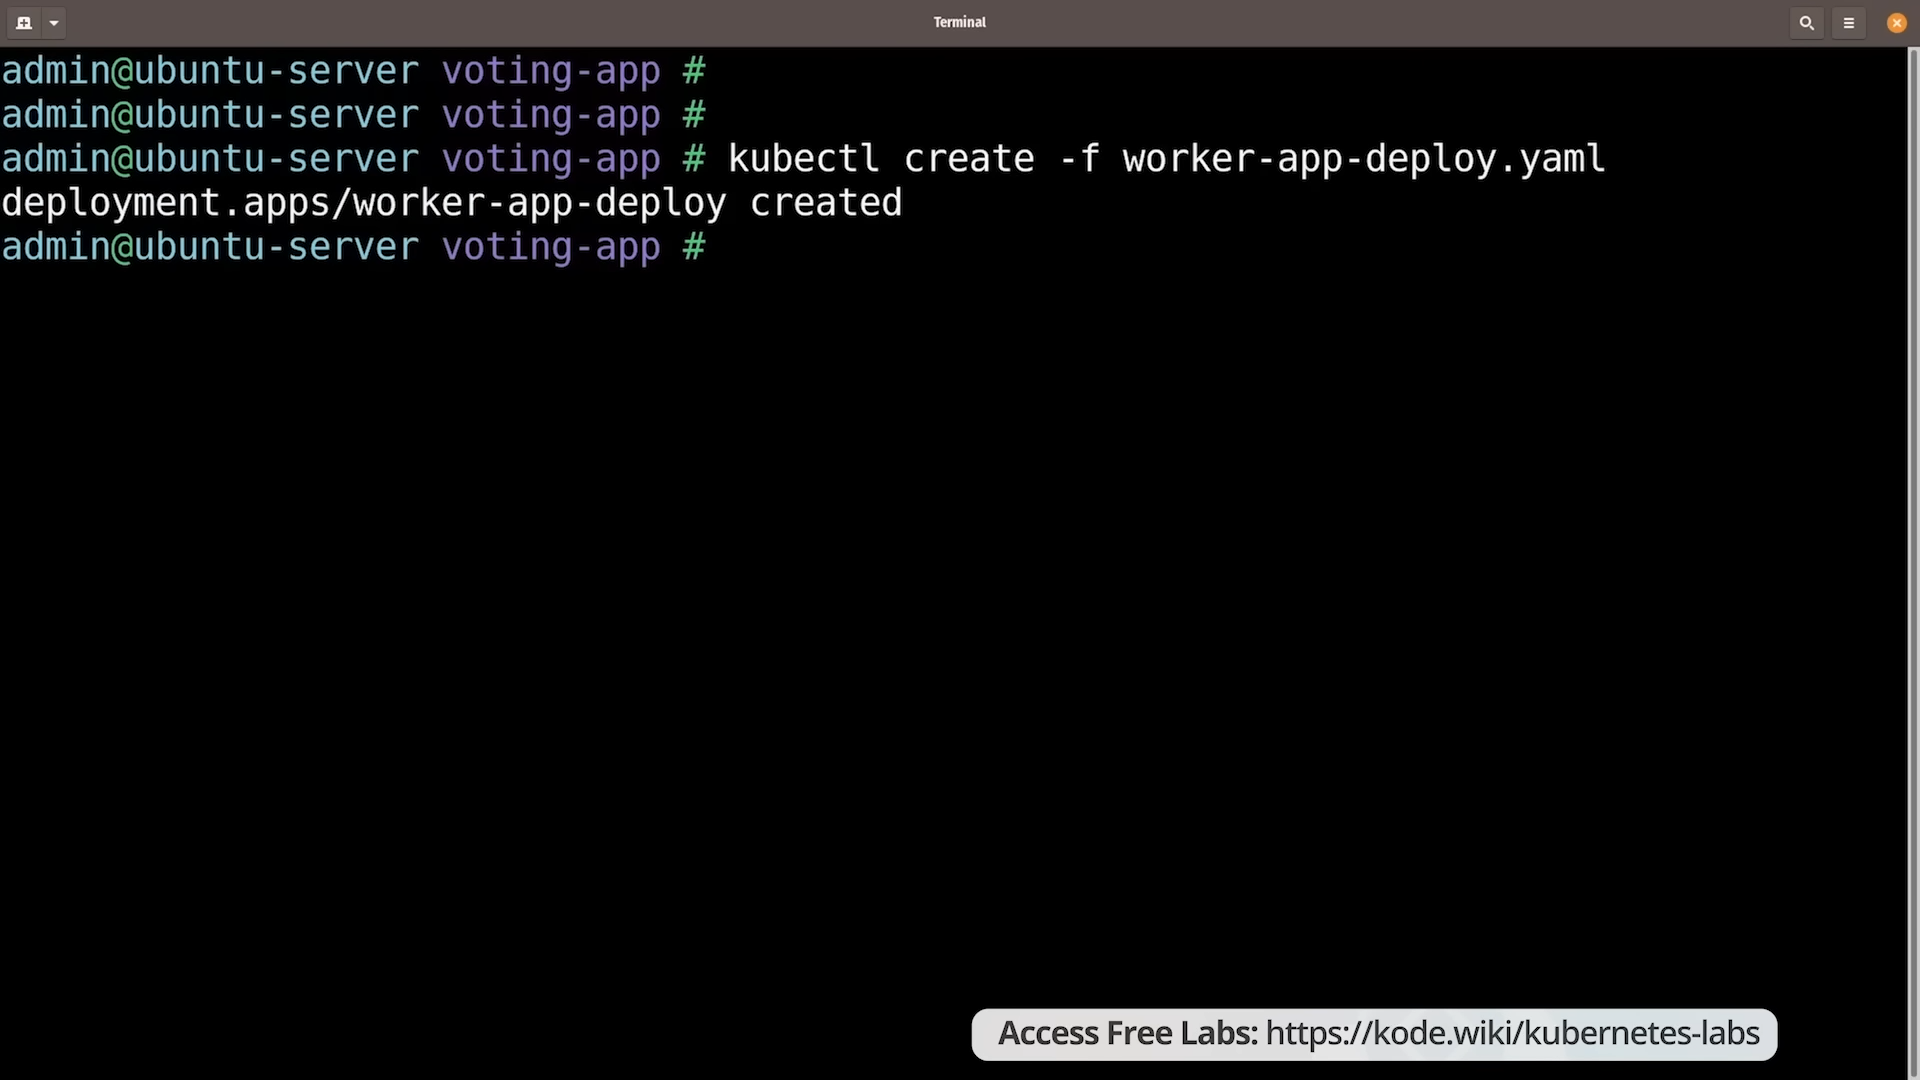 Terminal
admin@ubuntu-server voting-app #
admin@ubuntu-server voting-app #
admin@ubuntu-server voting-app # kubectl create -f worker-app-deploy.yaml
deployment.apps/worker-app-deploy created
admin@ubuntu-server voting-app #
Access Free Labs: https://kode.wiki/kubernetes-labs